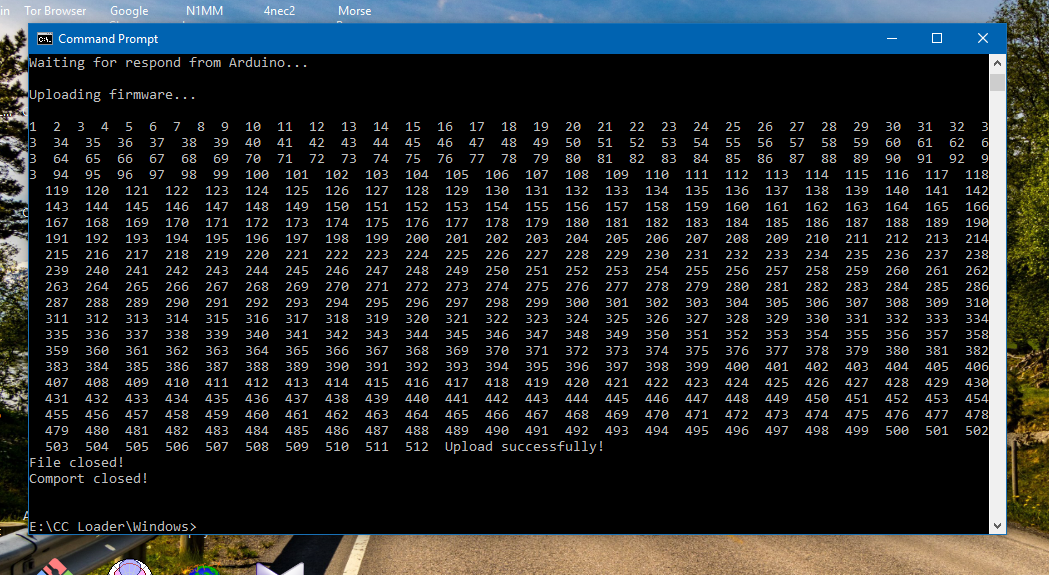 in Tor Browser Google N1MM 4nec2 Morse
Command Prompt
Waiting for respond from Arduino...
Uploading firmware...
1 2 3 4 5 6 7 8 9 10 11 12 13 14 15 16 17 18 19 20 21 22 23 24 25 26 27 28 29 30 31 32 3
3 34 35 36 37 38 39 40 41 42 43 44 45 46 47 48 49 50 51 52 53 54 55 56 57 58 59 60 61 62 6
3 64 65 66 67 68 69 70 71 72 73 74 75 76 77 78 79 80 81 82 83 84 85 86 87 88 89 90 91 92 9
3 94 95 96 97 98 99 100 101 102 103 104 105 106 107 108 109 110 111 112 113 114 115 116 117 118
119 120 121 122 123 124 125 126 127 128 129 130 131 132 133 134 135 136 137 138 139 140 141 142
143 144 145 146 147 148 149 150 151 152 153 154 155 156 157 158 159 160 161 162 163 164 165 166
167 168 169 170 171 172 173 174 175 176 177 178 179 180 181 182 183 184 185 186 187 188 189 190
191 192 193 194 195 196 197 198 199 200 201 202 203 204 205 206 207 208 209 210 211 212 213 214
215 216 217 218 219 220 221 222 223 224 225 226 227 228 229 230 231 232 233 234 235 236 237 238
239 240 241 242 243 244 245 246 247 248 249 250 251 252 253 254 255 256 257 258 259 260 261 262
263 264 265 266 267 268 269 270 271 272 273 274 275 276 277 278 279 280 281 282 283 284 285 286
287 288 289 290 291 292 293 294 295 296 297 298 299 300 301 302 303 304 305 306 307 308 309 310
311 312 313 314 315 316 317 318 319 320 321 322 323 324 325 326 327 328 329 330 331 332 333 334
335 336 337 338 339 340 341 342 343 344 345 346 347 348 349 350 351 352 353 354 355 356 357 358
359 360 361 362 363 364 365 366 367 368 369 370 371 372 373 374 375 376 377 378 379 380 381 382
383 384 385 386 387 388 389 390 391 392 393 394 395 396 397 398 399 400 401 402 403 404 405 406
407 408 409 410 411 412 413 414 415 416 417 418 419 420 421 422 423 424 425 426 427 428 429 430
431 432 433 434 435 436 437 438 439 440 441 442 443 444 445 446 447 448 449 450 451 452 453 454
455 456 457 458 459 460 461 462 463 464 465 466 467 468 469 470 471 472 473 474 475 476 477 478
479 480 481 482 483 484 485 486 487 488 489 490 491 492 493 494 495 496 497 498 499 500 501 502
503 504 505 506 507 508 509 510 511 512 Upload successfully!
File closed!
Comport closed!
E:\CC Loader\Windows>